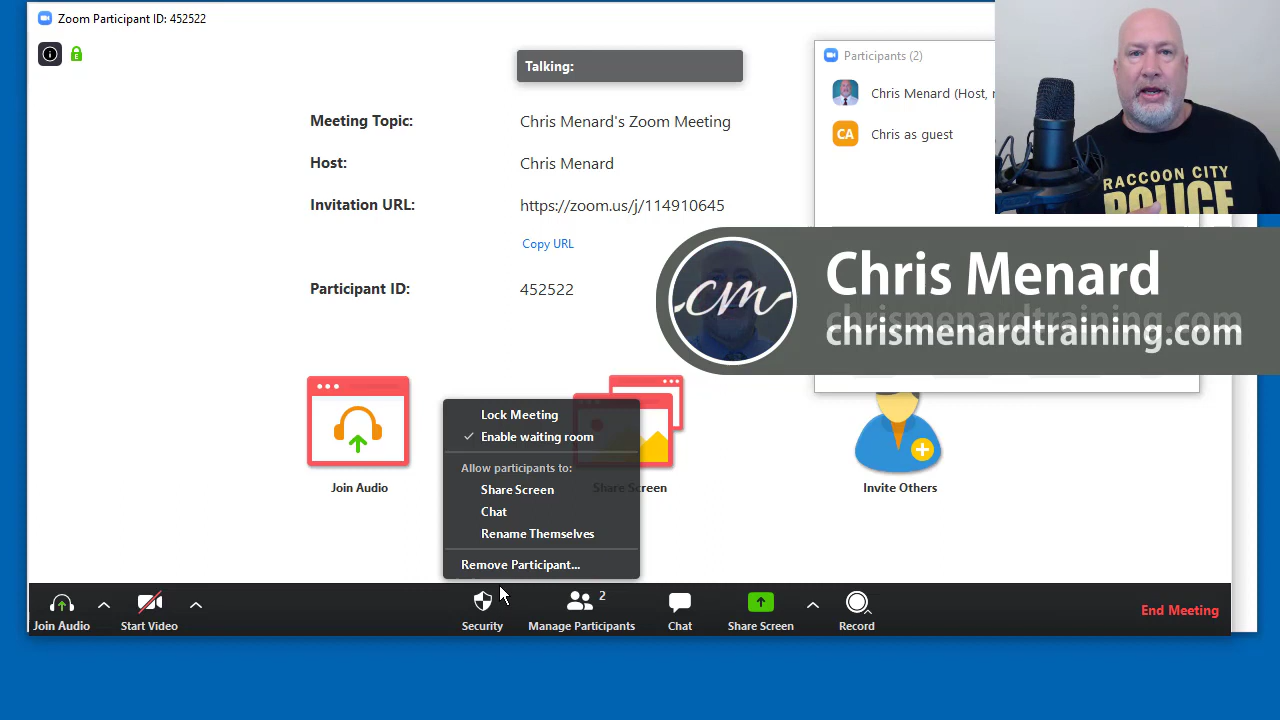 Zoom Participant ID: 452522
Talking:
Participants (2)
Chris Menard (Host,
CA
Chris as guest
Meeting Topic:
Chris Menard's Zoom Meeting
Host:
Chris Menard
Invitation URL:
https://zoom.us/j/114910645
Copy URL
Participant ID:
452522
RACCOON CITY
POLICE
cm
Chris Menard
chrismenardtraining.com
Lock Meeting
✓ Enable waiting room
Allow participants to:
Share Screen
Chat
Rename Themselves
Remove Participant...
Join Audio
Share Screen
Invite Others
Join Audio
Start Video
Security
Manage Participants
2
Chat
Share Screen
Record
End Meeting